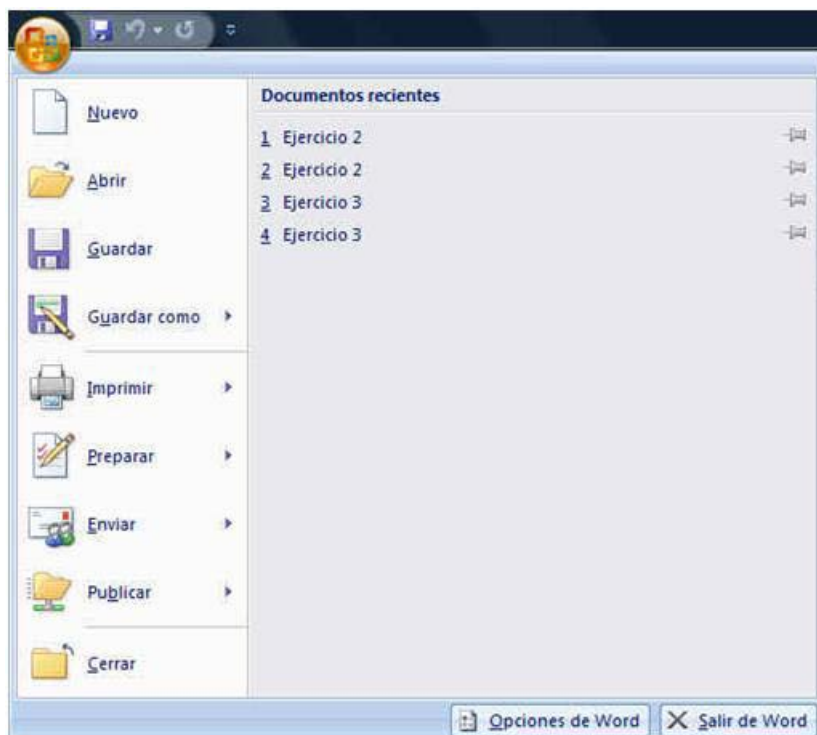 Nuevo
Abrir
Guardar
Guardar como
Imprimir
Preparar
Enviar
Publicar
Cerrar
Documentos recientes
1 Ejercicio 2
2 Ejercicio 2
3 Ejercicio 3
4 Ejercicio 3
Opciones de Word
Salir de Word